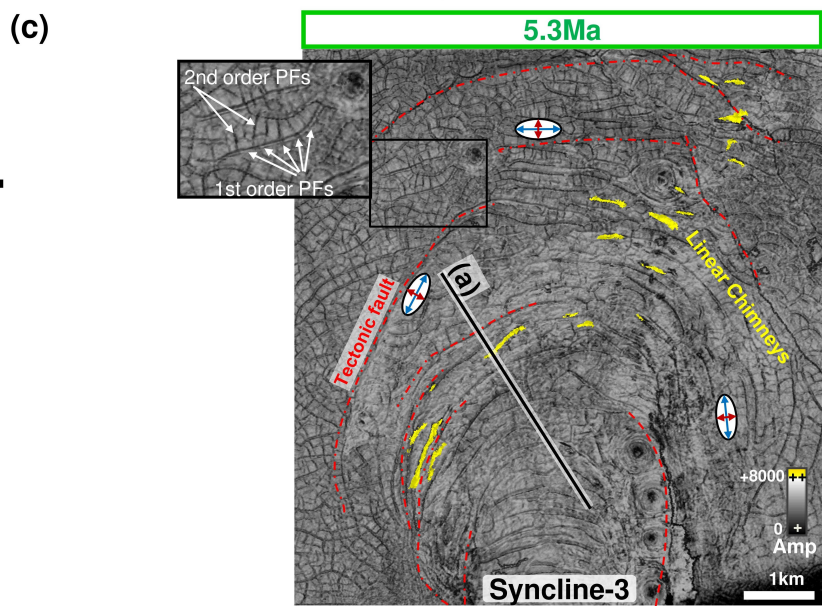 (c)
5.3Ma
2nd order PFs
1st order PFs
(a)
Linear Chimneys
Tectonic fault
+8000 ++
0 +
Amp
1km
Syncline-3